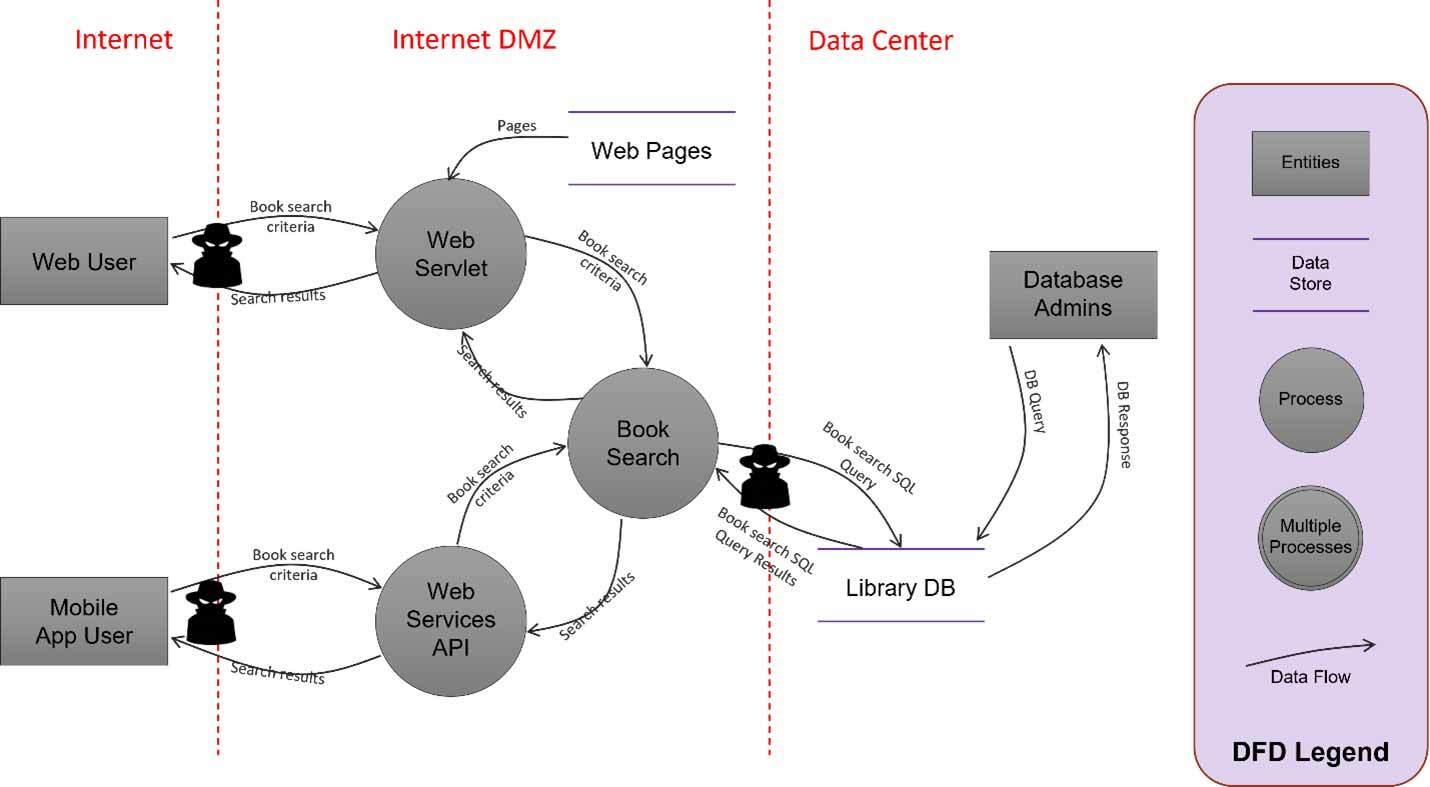 Internet
Internet DMZ
Data Center
Pages
Web Pages
Book search
criteria
Web User
Search results
Web
Servlet
Book search
criteria
Search results
Database
Admins
Book
Search
Book search
criteria
Book search SQL
Query
DB Query
DB Response
Book search SQL
Query Results
Library DB
Book search
criteria
Mobile
App User
Search results
Web
Services
API
Search results
Entities
Data
Store
Process
Multiple
Processes
Data Flow
DFD Legend